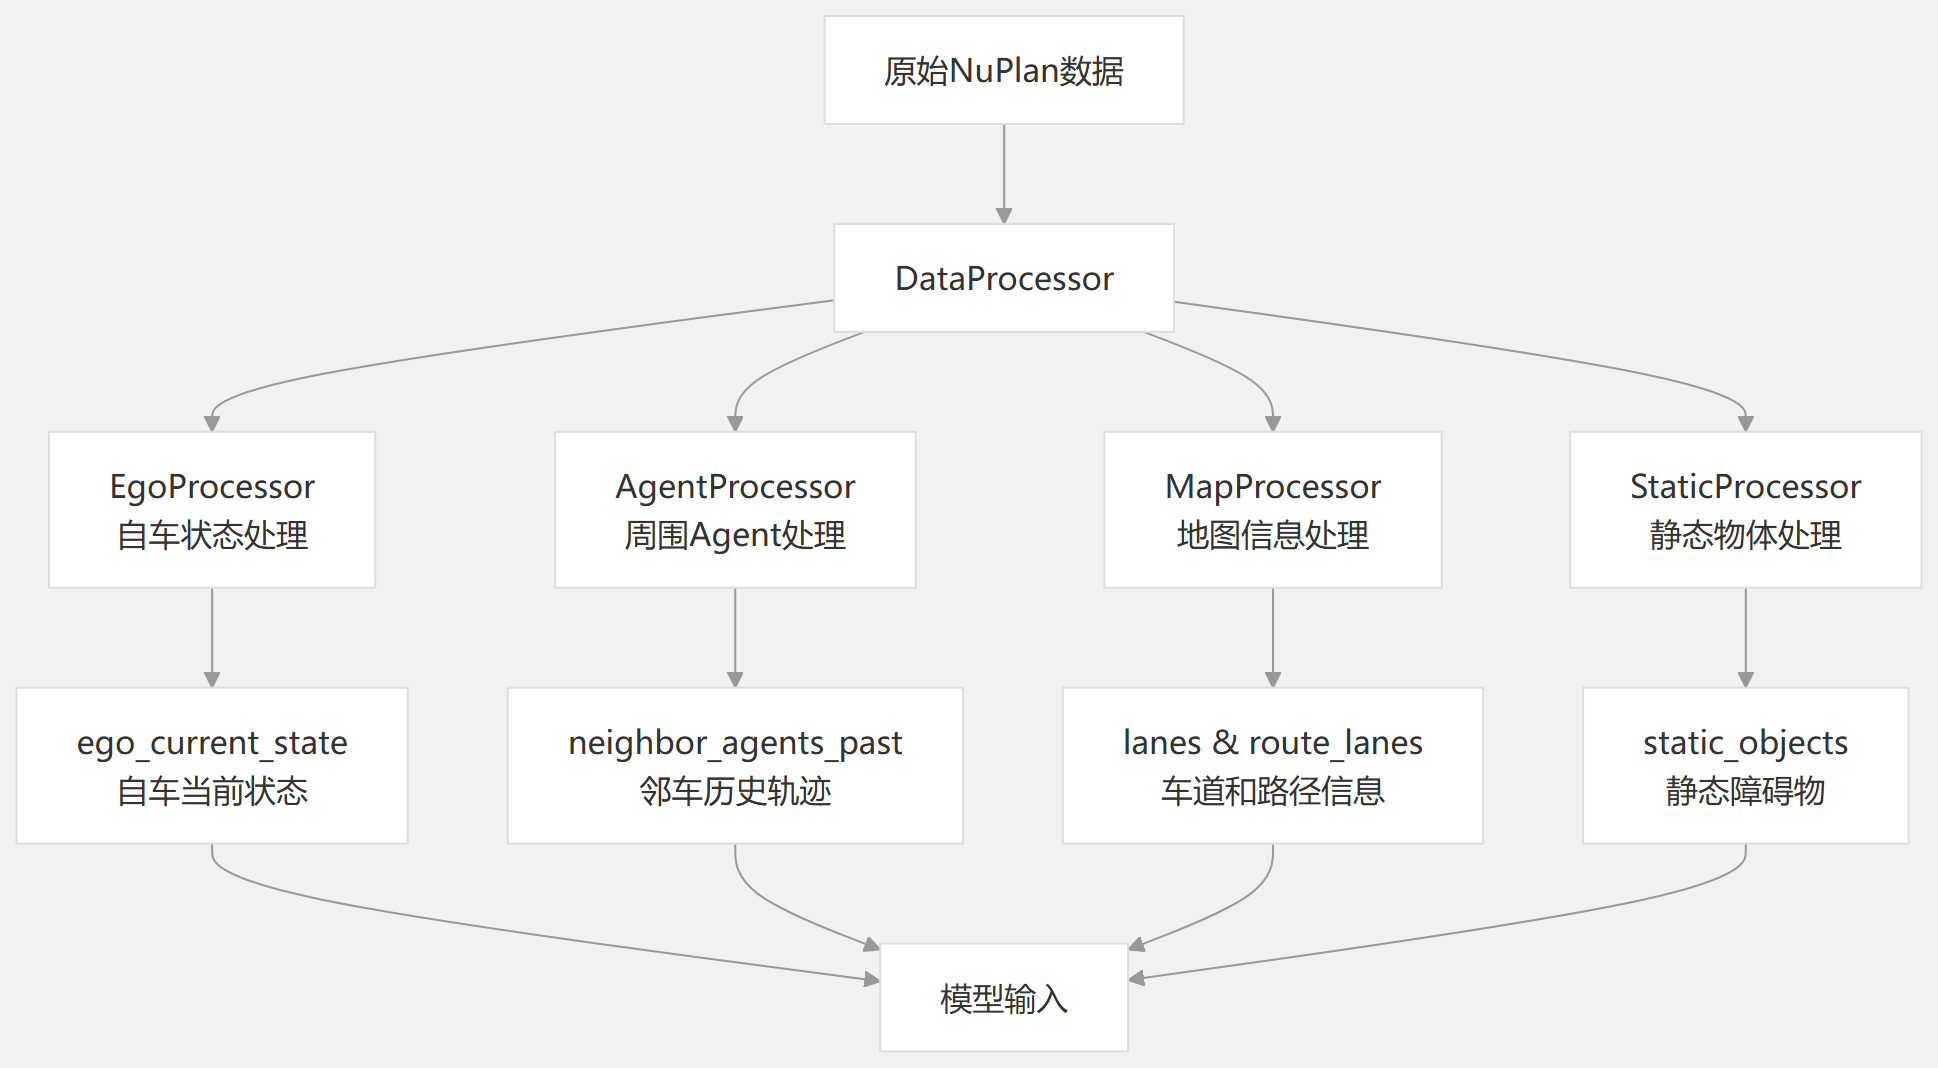 原始NuPlan数据
DataProcessor
EgoProcessor
自车状态处理
AgentProcessor
周围Agent处理
MapProcessor
地图信息处理
StaticProcessor
静态物体处理
ego_current_state
自车当前状态
neighbor_agents_past
邻车历史轨迹
lanes & route_lanes
车道和路径信息
static_objects
静态障碍物
模型输入